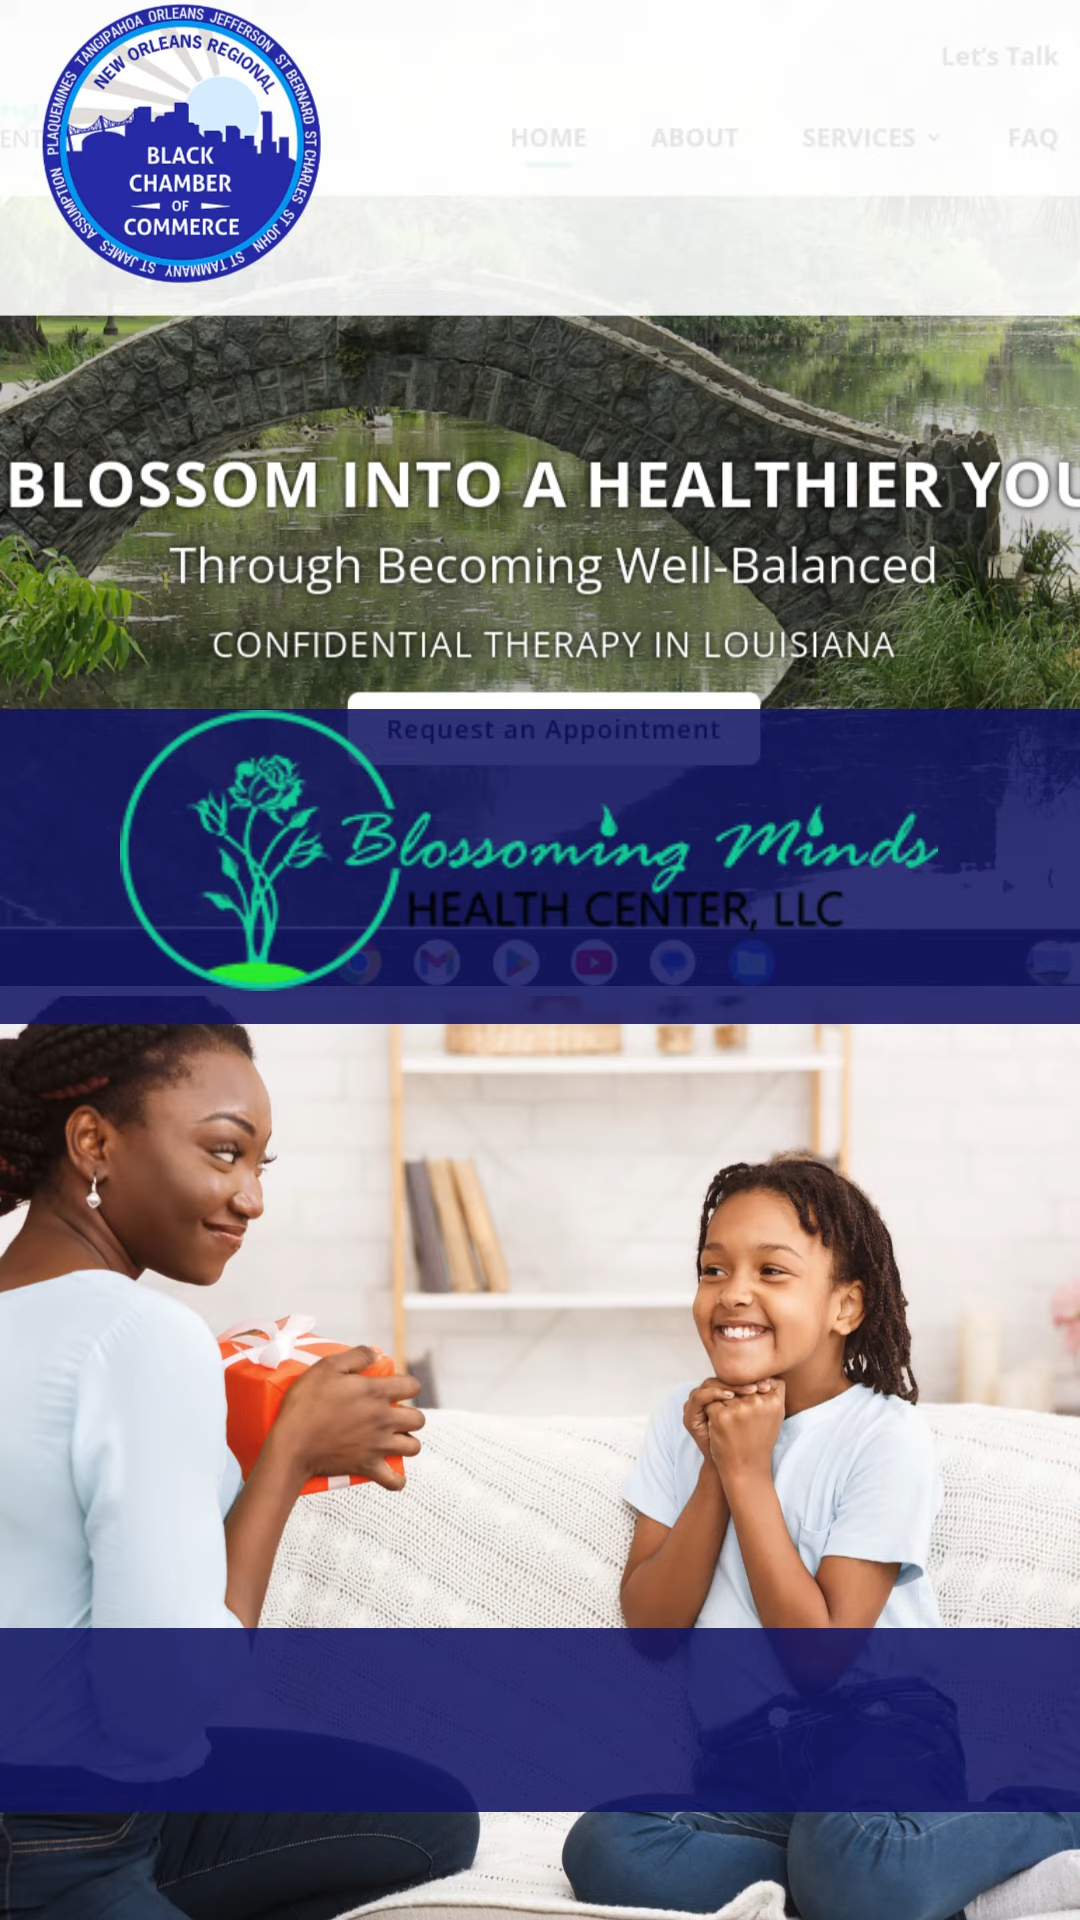 TANGIPAHOA ORLEANS JEFFERSON ST BERNARD ST CHARLES ST JOHN ST TAMMANY ST JAMES ASSUMPTION PLAQUEMINES
NEW ORLEANS REGIONAL
BLACK
CHAMBER
OF
COMMERCE
Let's Talk
ENT
HOME ABOUT SERVICES FAQ
BLOSSOM INTO A HEALTHIER YOU
Through Becoming Well-Balanced
CONFIDENTIAL THERAPY IN LOUISIANA
Request an Appointment
Blossoming Minds
HEALTH CENTER, LLC